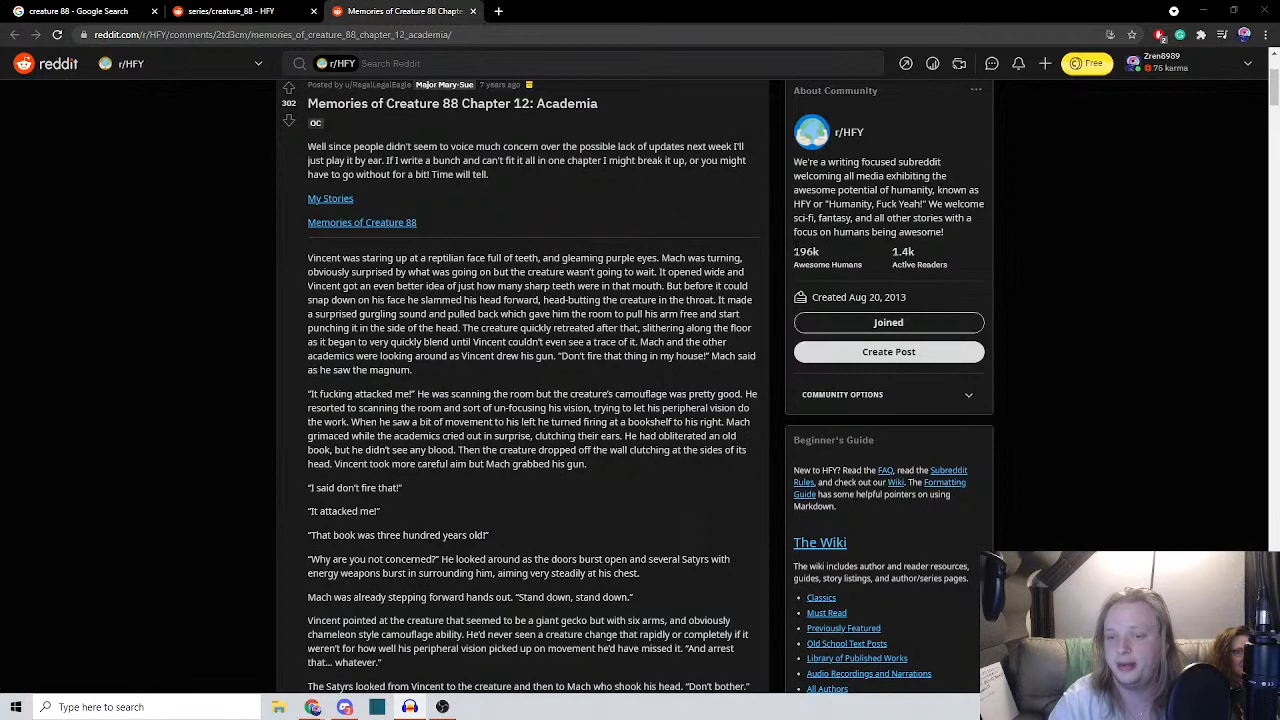 creature 88 - Google Search
series/creature_88 - HFY
Memories of Creature 88 Chapte
reddit.com/r/HFY/comments/2td3cm/memories_of_creature_88_chapter_12_academia/
reddit
r/HFY
r/HFY Search Reddit
Free
Zren8989
75 karma
Posted by u/RegalLegalEagle Major Mary-Sue 7 years ago
302
Memories of Creature 88 Chapter 12: Academia
OC
Well since people didn't seem to voice much concern over the possible lack of updates next week I'll
just play it by ear. If I write a bunch and can't fit it all in one chapter I might break it up, or you might
have to go without for a bit! Time will tell.
My Stories
Memories of Creature 88
Vincent was staring up at a reptilian face full of teeth, and gleaming purple eyes. Mach was turning,
obviously surprised by what was going on but the creature wasn't going to wait. It opened wide and
Vincent got an even better idea of just how many sharp teeth were in that mouth. But before it could
snap down on his face he slammed his head forward, head-butting the creature in the throat. It made
a surprised gurgling sound and pulled back which gave him the room to pull his arm free and start
punching it in the side of the head. The creature quickly retreated after that, slithering along the floor
as it began to very quickly blend until Vincent couldn't even see a trace of it. Mach and the other
academics were looking around as Vincent drew his gun. "Don't fire that thing in my house!" Mach said
as he saw the magnum.
"It fucking attacked me!" He was scanning the room but the creature's camouflage was pretty good. He
resorted to scanning the room and sort of un-focusing his vision, trying to let his peripheral vision do
the work. When he saw a bit of movement to his left he turned firing at a bookshelf to his right. Mach
grimaced while the academics cried out in surprise, clutching their ears. He had obliterated an old
book, but he didn't see any blood. Then the creature dropped off the wall clutching at the sides of its
head. Vincent took more careful aim but Mach grabbed his gun.
"I said don't fire that!"
"It attacked me!"
"That book was three hundred years old!"
"Why are you not concerned?" He looked around as the doors burst open and several Satyrs with
energy weapons burst in surrounding him, aiming very steadily at his chest.
Mach was already stepping forward hands out. "Stand down, stand down."
Vincent pointed at the creature that seemed to be a giant gecko but with six arms, and obviously
chameleon style camouflage ability. He'd never seen a creature change that rapidly or completely if it
weren't for how well his peripheral vision picked up on movement he'd have missed it. "And arrest
that... whatever."
The Satyrs looked from Vincent to the creature and then to Mach who shook his head. "Don't bother."
About Community
r/HFY
We're a writing focused subreddit
welcoming all media exhibiting the
awesome potential of humanity, known as
HFY or "Humanity, Fuck Yeah!" We welcome
sci-fi, fantasy, and all other stories with a
focus on humans being awesome!
196k 1.4k
Awesome Humans Active Readers
Created Aug 20, 2013
Joined
Create Post
COMMUNITY OPTIONS
Beginner's Guide
New to HFY? Read the FAQ, read the Subreddit
Rules, and check out our Wiki. The Formatting
Guide has some helpful pointers on using
Markdown.
The Wiki
The wiki includes author and reader resources,
guides, story listings, and author/series pages.
Classics
Must Read
Previously Featured
Old School Text Posts
Library of Published Works
Audio Recordings and Narrations
All Authors
Type here to search